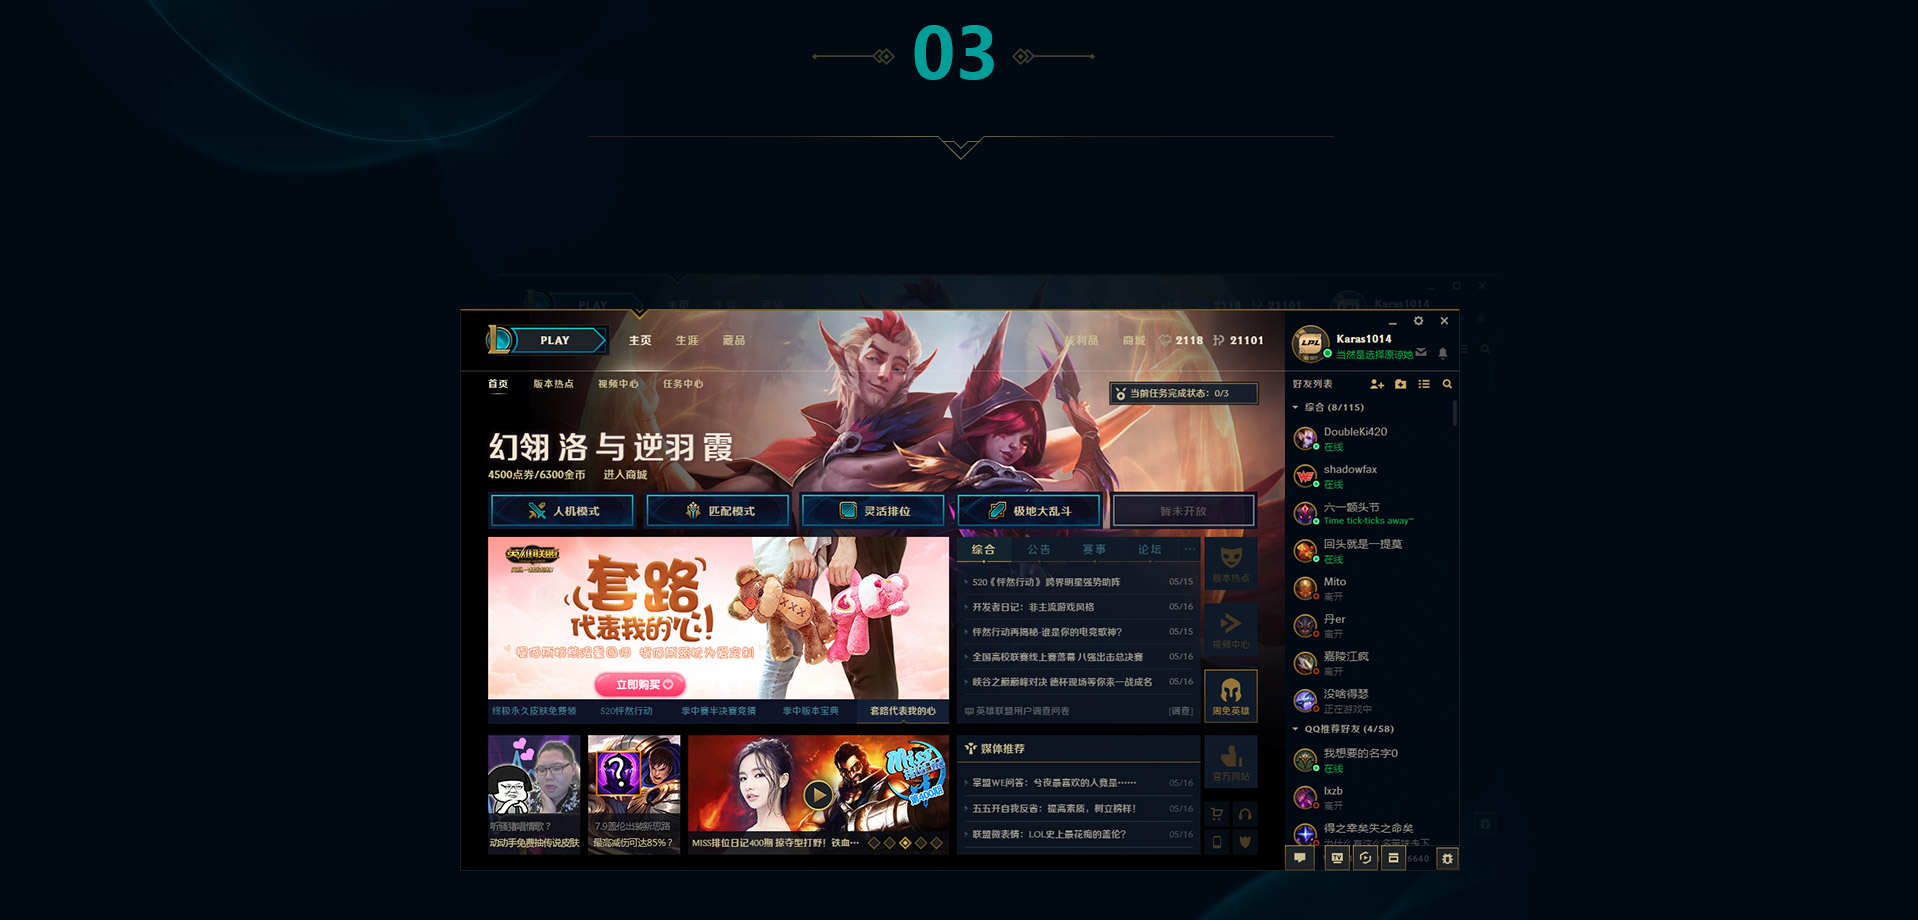 03
PLAY
主页
生涯
藏品
战利品
商城
2118
21101
Karas1014
当然是选择原谅她
首页
版本热点
视频中心
任务中心
当前任务完成状态：0/3
幻翎 洛 与 逆羽 霞
4500点券/6300金币
进入商城
人机模式
匹配模式
灵活排位
极地大乱斗
暂未开放
英雄联盟
套路
代表我的心!
立即购买
终极永久皮肤免费领
520怦然行动
季中赛半决赛竞猜
季中版本宝典
套路代表我的心
综合
公告
赛事
论坛
520《怦然行动》跨界明星强势助阵 05/15
开发者日记：非主流游戏风格 05/16
怦然行动再揭秘-谁是你的电竞歌神？ 05/15
全国高校联赛线上赛落幕 八强出击总决赛 05/16
峡谷之巅巅峰对决 德杯现场等你来一战成名 05/16
英雄联盟用户调查问卷 [调查]
版本热点
视频中心
周免英雄
官方网站
听骚猪唱情歌？
动动手免费抽传说皮肤
7.9盖伦出装新思路
最高减伤可达85%？
Miss
第400期
MISS排位日记400期 掠夺型打野！铁血···
媒体推荐
掌盟WE问答：兮夜最喜欢的人竟是······ 05/16
五五开自我反省：提高素质，树立榜样！ 05/16
联盟微表情：LOL史上最花痴的盖伦？ 05/16
好友列表
综合 (8/115)
DoubleKi420
在线
shadowfax
在线
六一额头节
Time tick-ticks away~
回头就是一提莫
在线
Mito
离开
丹er
离开
嘉陵江疯
离开
没啥得瑟
正在游戏中
QQ推荐好友 (4/58)
我想要的名字0
在线
lxzb
离开
得之幸矣失之命矣
TV
6640